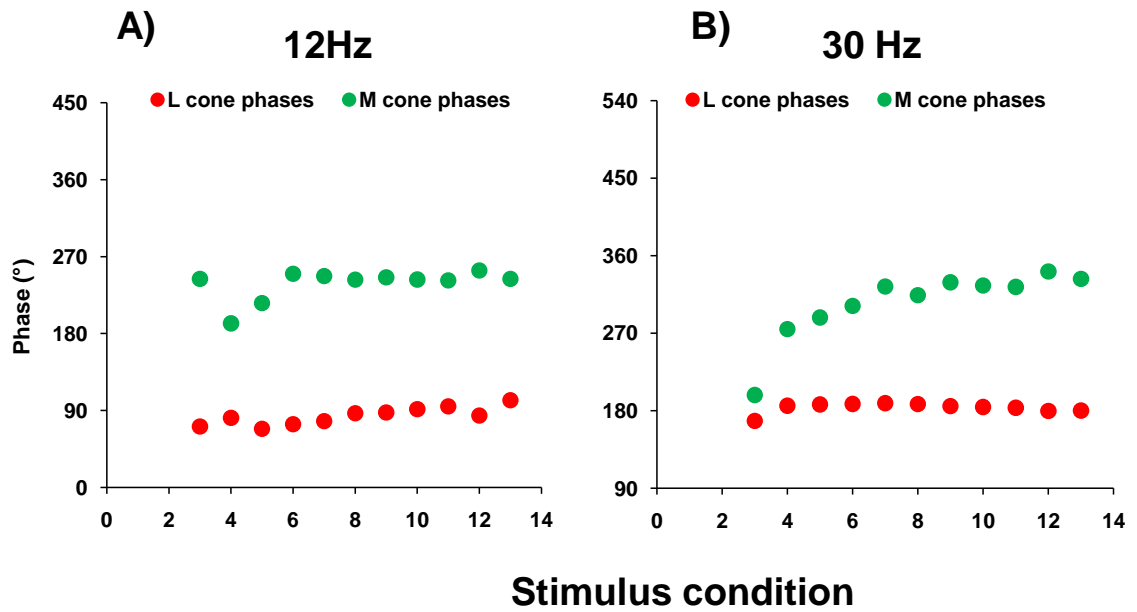 A)
12Hz
B)
30 Hz
L cone phases
M cone phases
L cone phases
M cone phases
Phase (°)
450
360
270
180
90
0
0 2 4 6 8 10 12 14
540
450
360
270
180
90
0 2 4 6 8 10 12 14
Stimulus condition